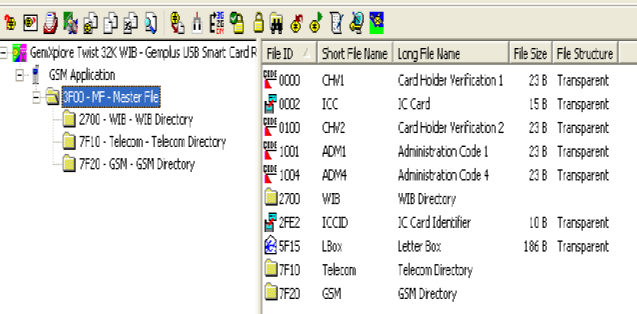 GemXplore Twist 32K WIB - Gemplus USB Smart Card R
GSM Application
3F00 - MF - Master File
2700 - WIB - WIB Directory
7F10 - Telecom - Telecom Directory
7F20 - GSM - GSM Directory
File ID Short File Name Long File Name File Size File Structure
CODE 0000 CHV1 Card Holder Verification 1 23 B Transparent
0002 ICC IC Card 15 B Transparent
CODE 0100 CHV2 Card Holder Verification 2 23 B Transparent
CODE 1001 ADM1 Administration Code 1 23 B Transparent
CODE 1004 ADM4 Administration Code 4 23 B Transparent
2700 WIB WIB Directory
2FE2 ICCID IC Card Identifier 10 B Transparent
5F15 LBox Letter Box 186 B Transparent
7F10 Telecom Telecom Directory
7F20 GSM GSM Directory